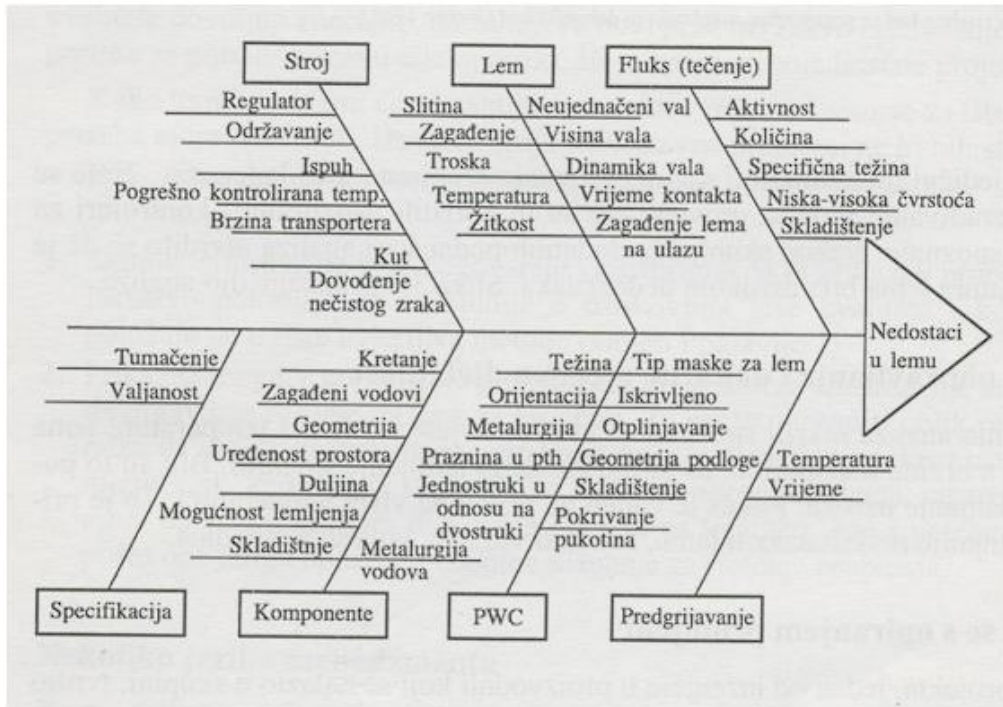 Stroj
Lem
Fluks (tečenje)
Regulator
Održavanje
Ispuh
Pogrešno kontrolirana temp.
Brzina transportera
Kut
Dovođenje
nečistog zraka
Slitina
Zagađenje
Troska
Temperatura
Žitkost
Neujednačeni val
Visina vala
Dinamika vala
Vrijeme kontakta
Zagađenje lema
na ulazu
Aktivnost
Količina
Specifična težina
Niska-visoka čvrstoća
Skladištenje
Nedostaci
u lemu
Tumačenje
Valjanost
Kretanje
Zagađeni vodovi
Geometrija
Uređenost prostora
Duljina
Mogućnost lemljenja
Skladištnje
Metalurgija
vodova
Težina
Orijentacija
Metalurgija
Praznina u pth
Jednostruki u
odnosu na
dvostruki
Tip maske za lem
Iskrivljeno
Otplinjavanje
Geometrija podloge
Skladištenje
Pokrivanje
pukotina
Temperatura
Vrijeme
Specifikacija
Komponente
PWC
Predgrijavanje